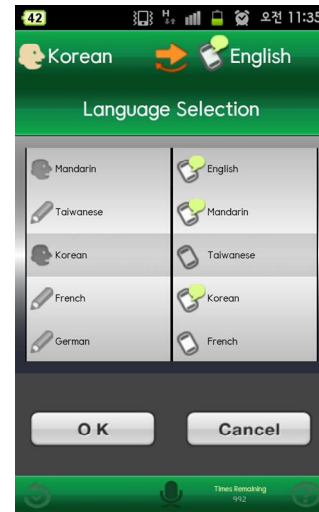 42 H 오전 11:35
Korean English
Language Selection
Mandarin English
Taiwanese Mandarin
Korean Taiwanese
French Korean
German French
OK Cancel
Times Remaining
992